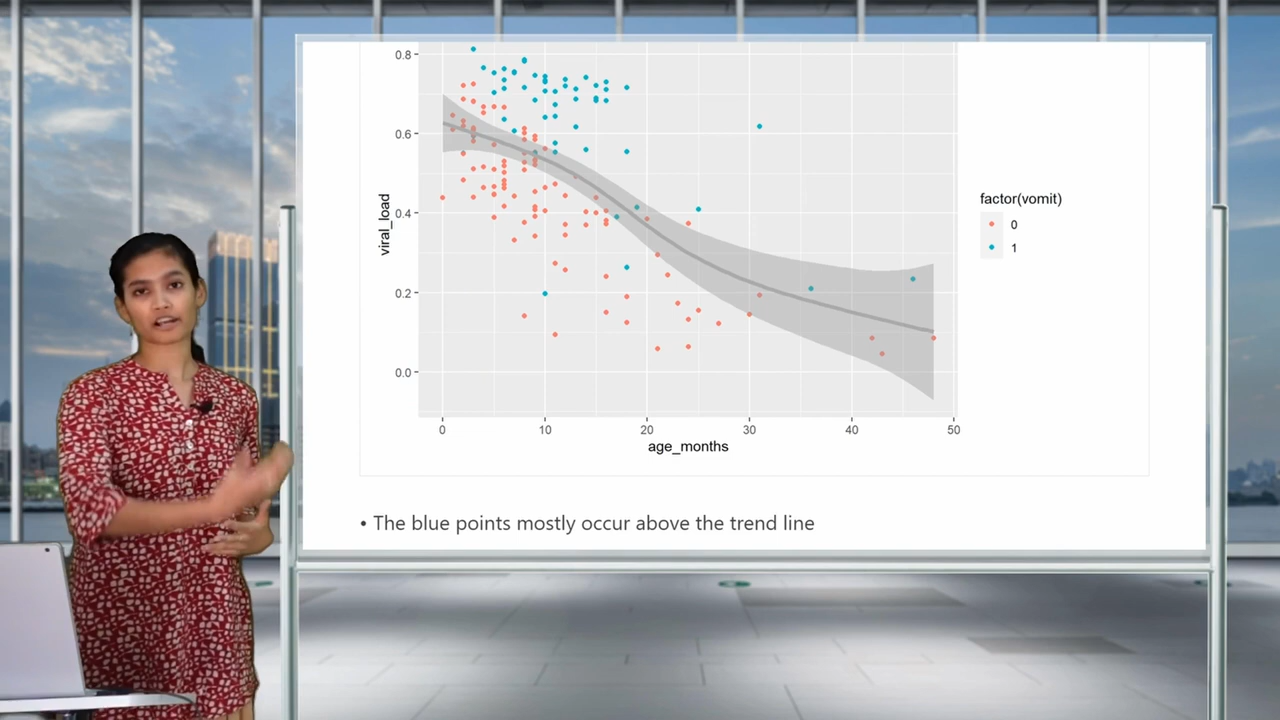 0.8
0.6
0.4
0.2
0.0
viral_load
0 10 20 30 40 50
age_months
factor(vomit)
0
1
• The blue points mostly occur above the trend line